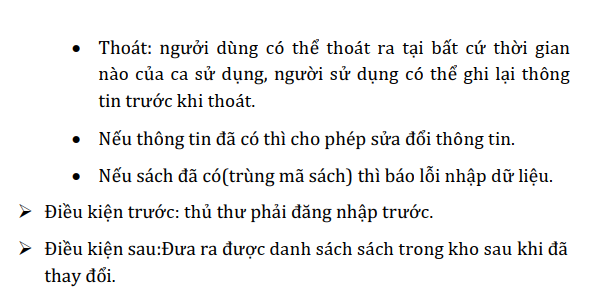 • Thoát: người dùng có thể thoát ra tại bất cứ thời gian
nào của ca sử dụng, người sử dụng có thể ghi lại thông
tin trước khi thoát.
• Nếu thông tin đã có thì cho phép sửa đổi thông tin.
• Nếu sách đã có(trùng mã sách) thì báo lỗi nhập dữ liệu.
➢ Điều kiện trước: thủ thư phải đăng nhập trước.
➢ Điều kiện sau:Đưa ra được danh sách sách trong kho sau khi đã
thay đổi.